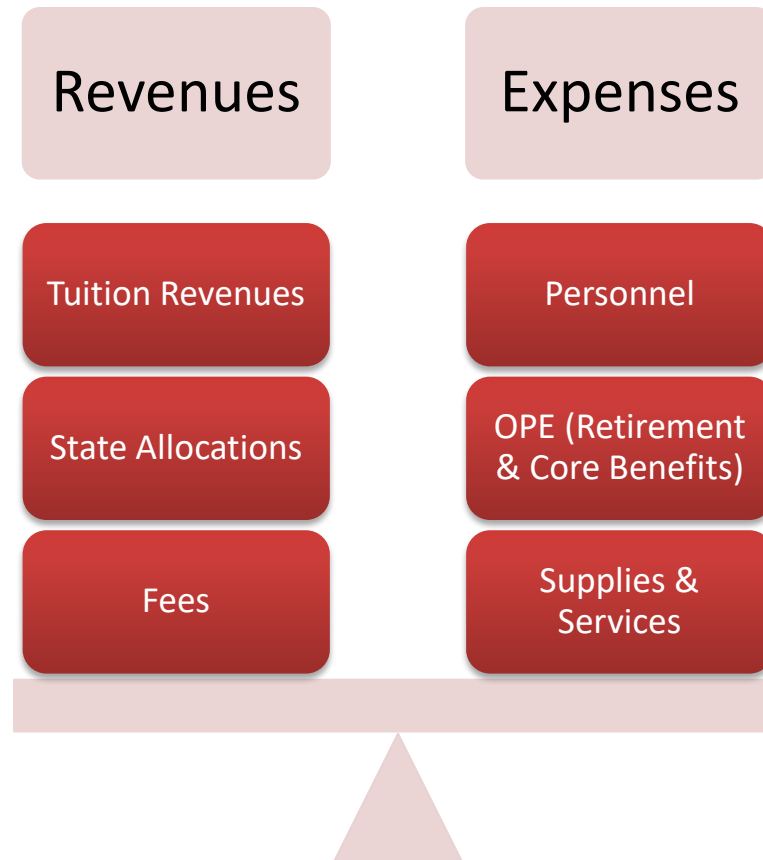 Revenues
Expenses
Tuition Revenues
Personnel
State Allocations
OPE (Retirement
& Core Benefits)
Fees
Supplies &
Services